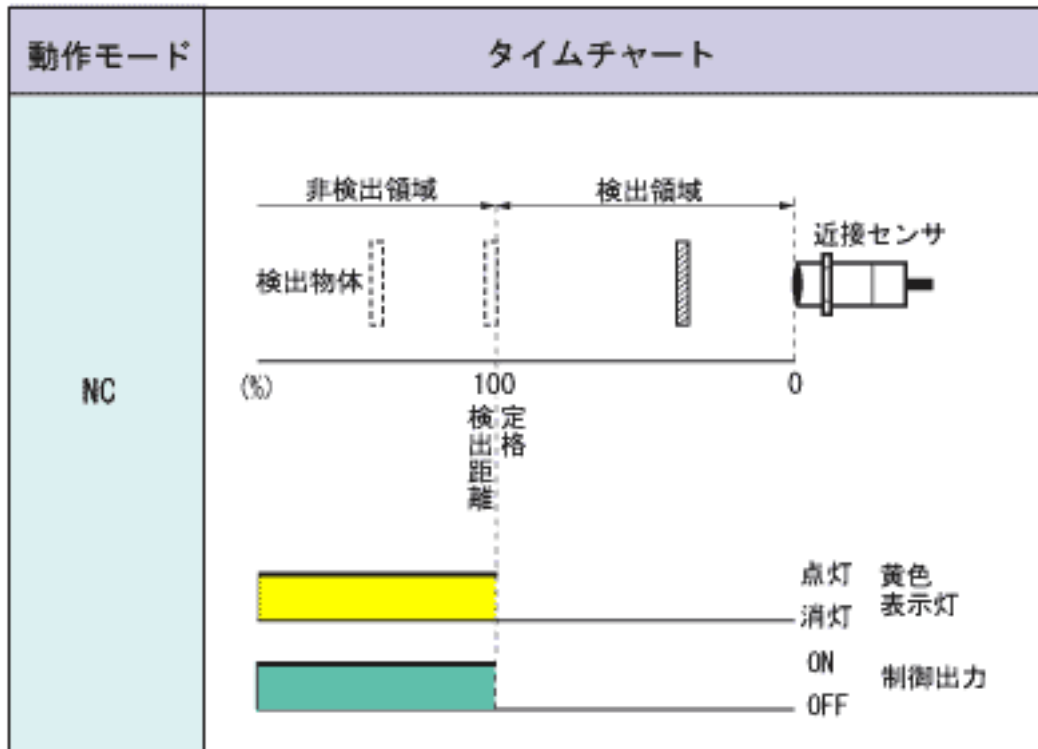 動作モード
タイムチャート
非検出領域
検出領域
近接センサ
検出物体
NC
(%)
100
0
定格
検出距離
点灯
黄色
表示灯
消灯
ON
制御出力
OFF